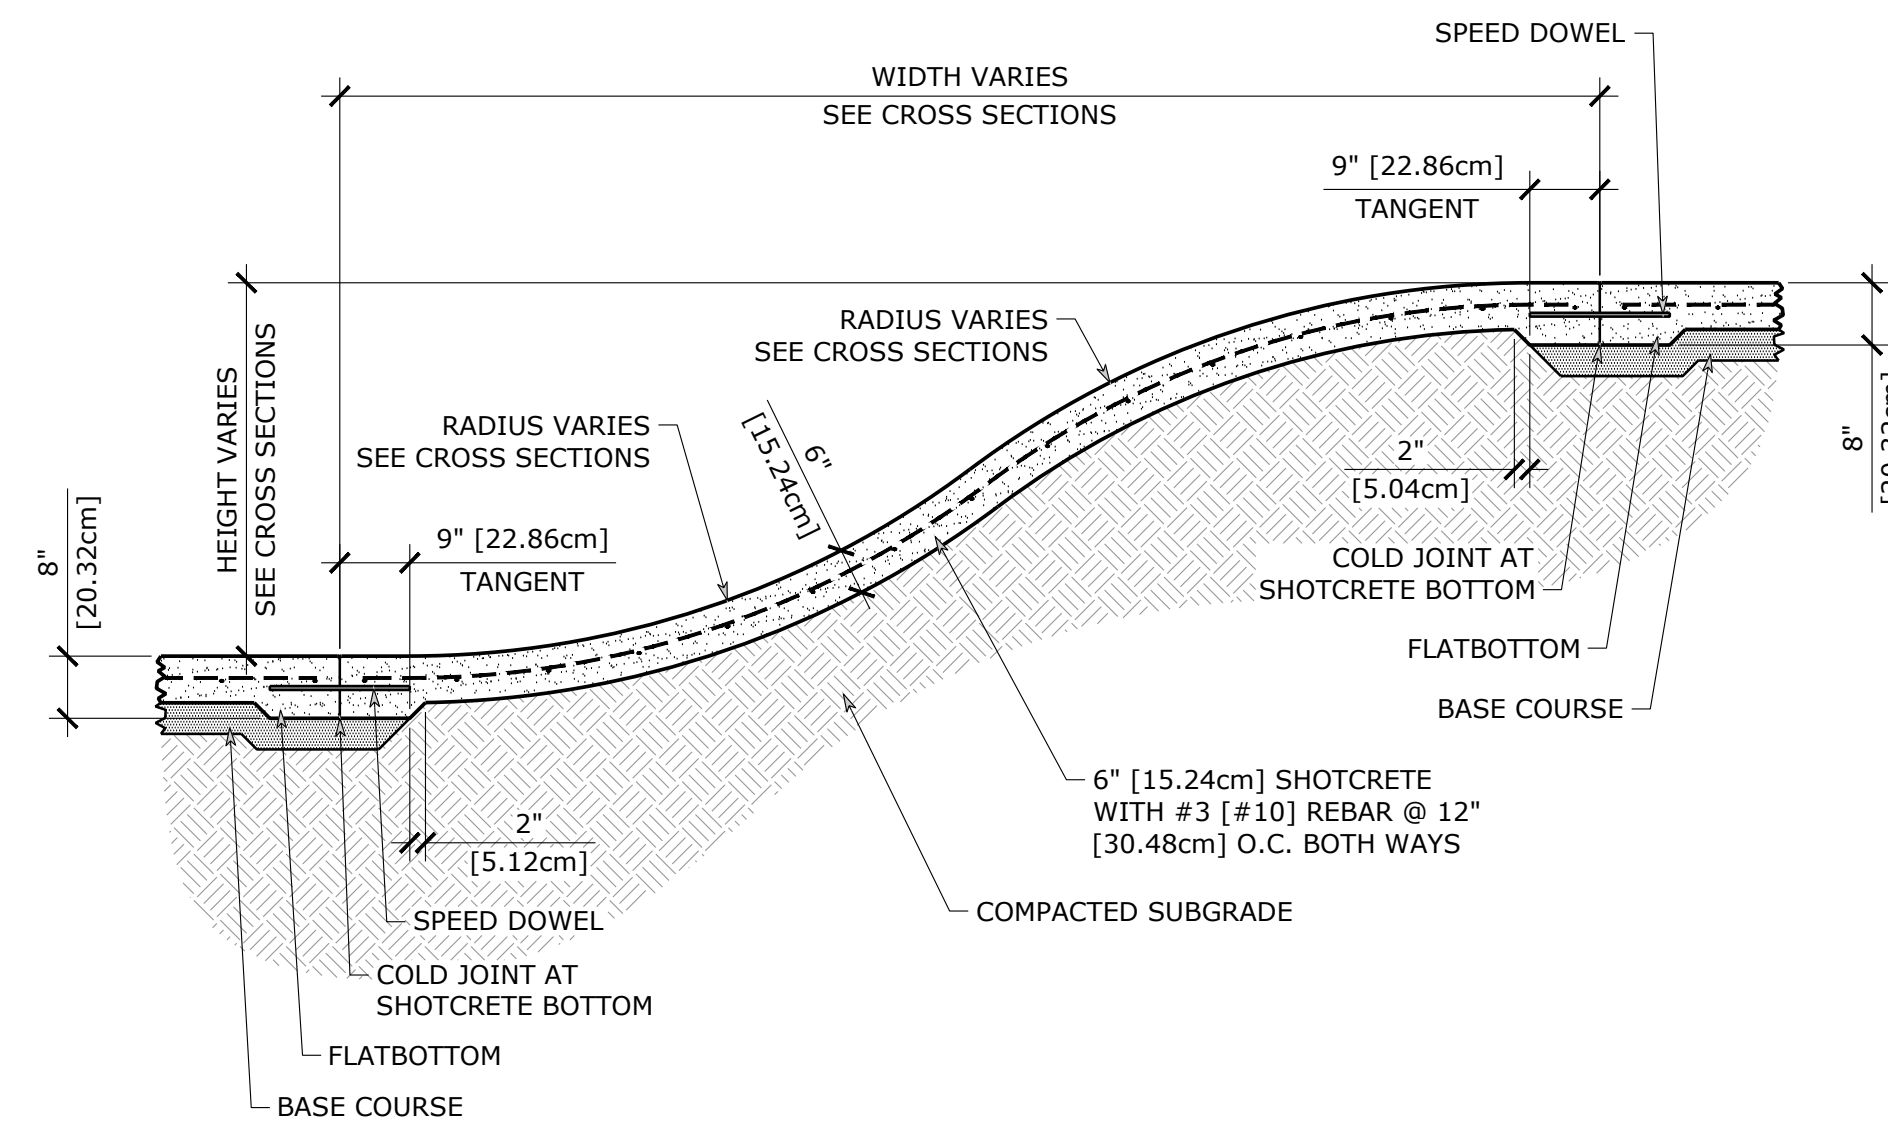 SPEED DOWEL
WIDTH VARIES
SEE CROSS SECTIONS
9" [22.86cm]
TANGENT
RADIUS VARIES
SEE CROSS SECTIONS
HEIGHT VARIES
SEE CROSS SECTIONS
RADIUS VARIES
SEE CROSS SECTIONS
6"
[15.24cm]
8"
2"
[5.04cm]
8"
[20.32cm]
9" [22.86cm]
TANGENT
COLD JOINT AT
SHOTCRETE BOTTOM
FLATBOTTOM
BASE COURSE
6" [15.24cm] SHOTCRETE
WITH #3 [#10] REBAR @ 12"
[30.48cm] O.C. BOTH WAYS
2"
[5.12cm]
COMPACTED SUBGRADE
SPEED DOWEL
COLD JOINT AT
SHOTCRETE BOTTOM
FLATBOTTOM
BASE COURSE